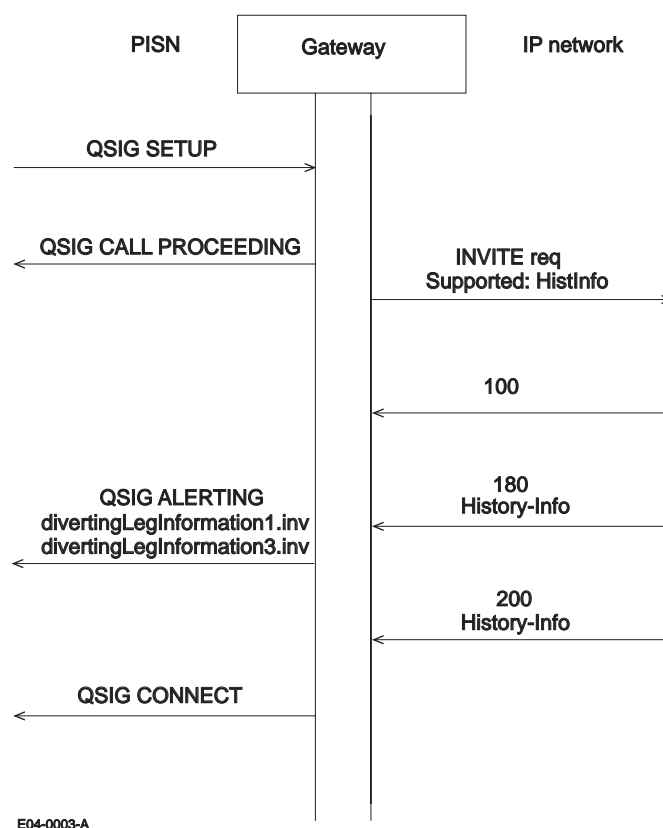 PISN
Gateway
IP network
QSIG SETUP
QSIG CALL PROCEEDING
INVITE req
Supported: HistInfo
100
QSIG ALERTING
divertingLegInformation1.inv
divertingLegInformation3.inv
180
History-Info
200
History-Info
QSIG CONNECT
E04-0003-A